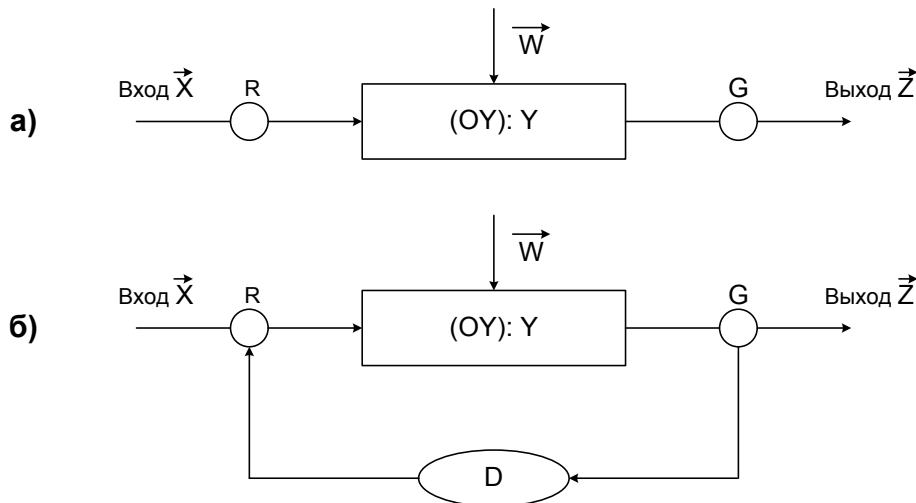 W
Вход X R G Выход Z
а) (ОУ): Y
W
Вход X R G Выход Z
б) (ОУ): Y
D